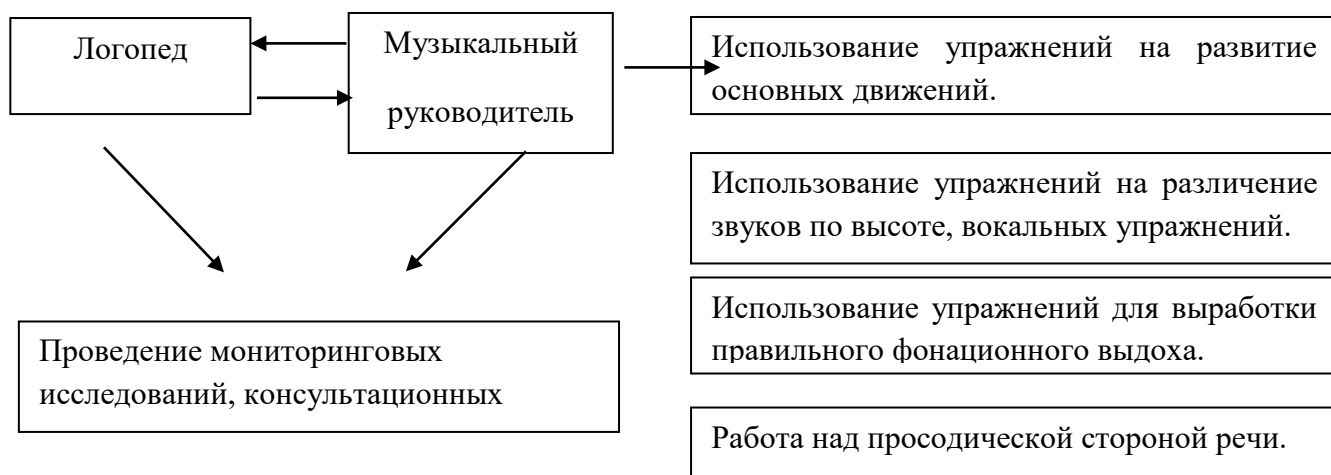 Логопед
Музыкальный
руководитель
Использование упражнений на развитие
основных движений.
Использование упражнений на различение
звуков по высоте, вокальных упражнений.
Использование упражнений для выработки
правильного фонационного выдоха.
Проведение мониторинговых
исследований, консультационных
Работа над просодической стороной речи.